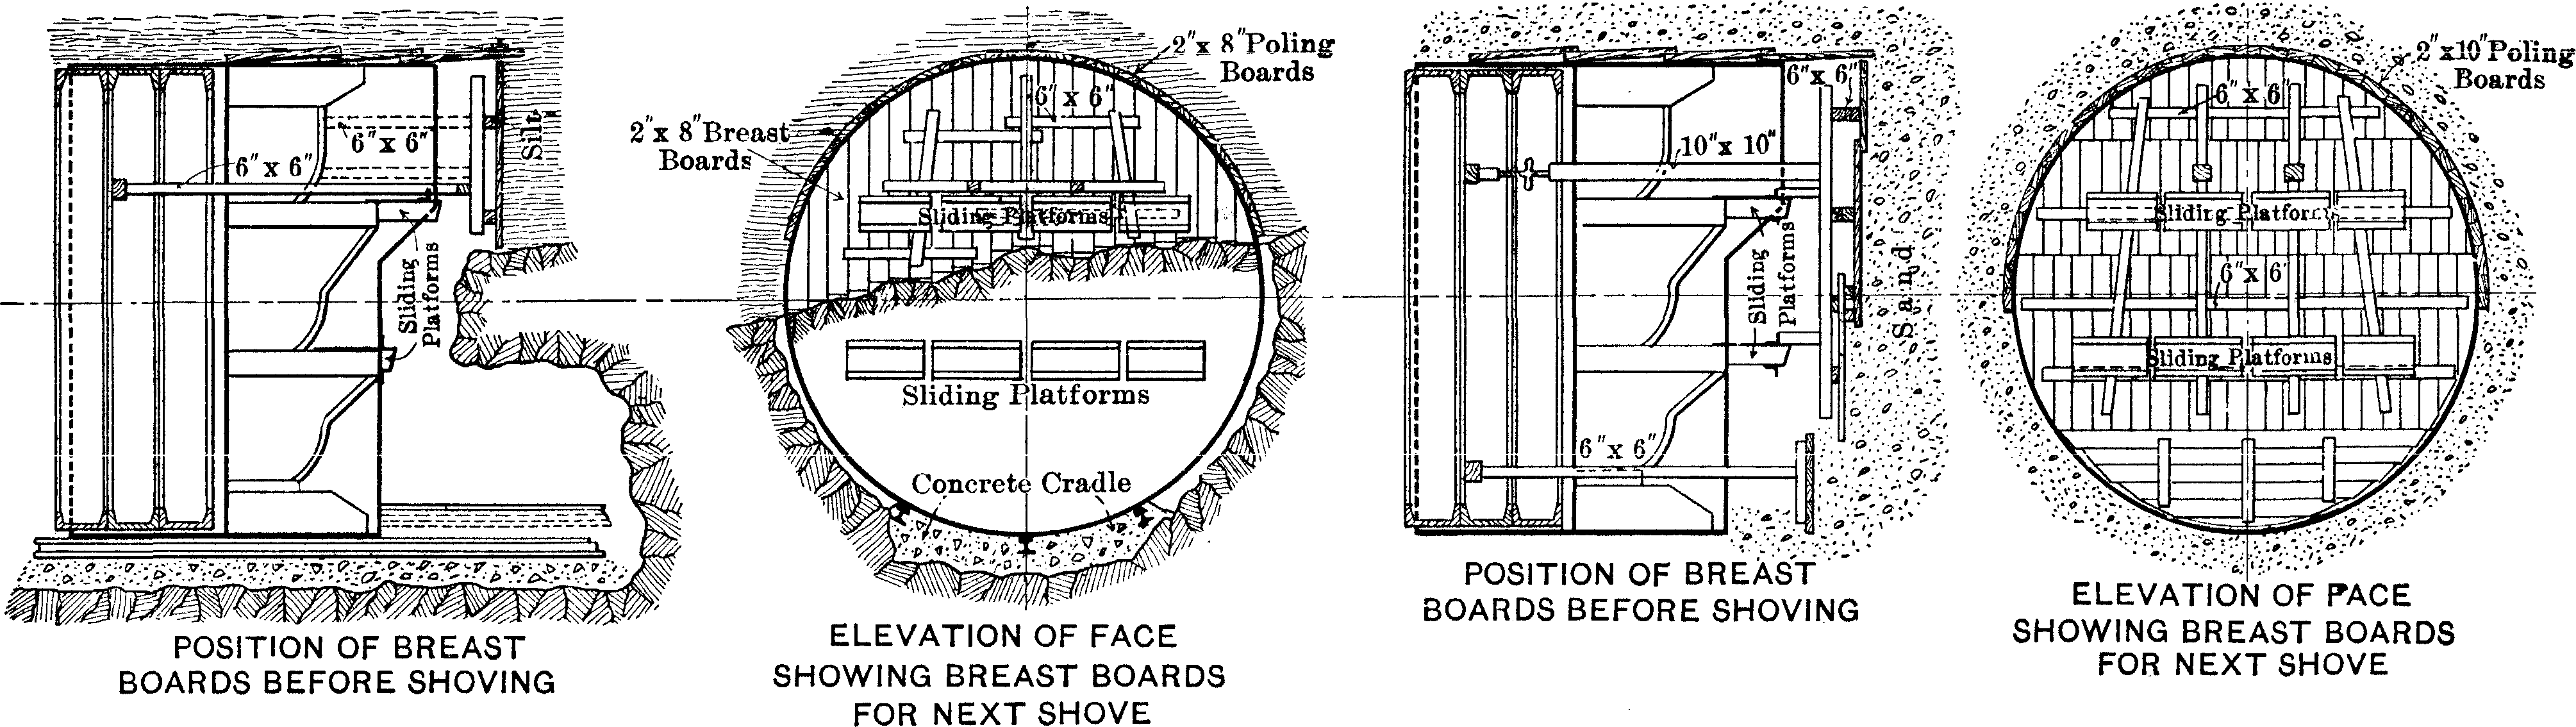 6"x 6"
6"x 6"
Silt
Sliding
Platforms
POSITION OF BREAST
BOARDS BEFORE SHOVING
2"x 8"Poling
Boards
6"x 6"
2"x 8"Breast
Boards
Sliding Platforms
Sliding Platforms
Concrete Cradle
ELEVATION OF FACE
SHOWING BREAST BOARDS
FOR NEXT SHOVE
6"x 6"
10"x 10"
Sliding
Platforms
Sand
6"x 6"
POSITION OF BREAST
BOARDS BEFORE SHOVING
2"x10"Poling
Boards
6"x 6"
Sliding Platforms
6"x 6"
Sliding Platforms
ELEVATION OF FACE
SHOWING BREAST BOARDS
FOR NEXT SHOVE